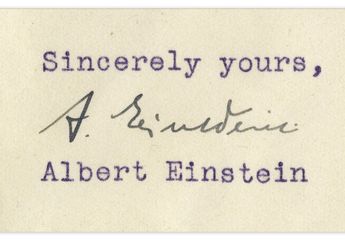 Sincerely yours,
A. Einstein
Albert Einstein